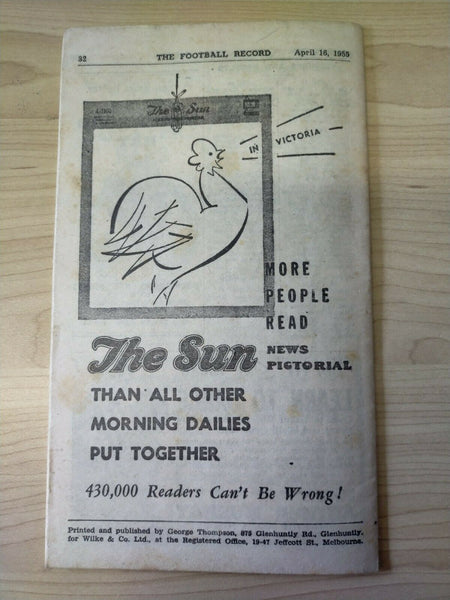 32 THE FOOTBALL RECORD April 16, 1955
The Sun
IN VICTORIA
MORE
PEOPLE
READ
The Sun NEWS
PICTORIAL
THAN ALL OTHER
MORNING DAILIES
PUT TOGETHER
430,000 Readers Can't Be Wrong!
Printed and published by George Thompson, 875 Glenhuntly Rd., Glenhuntly,
for Wilke & Co. Ltd., at the Registered Office, 19-47 Jeffcott St., Melbourne.